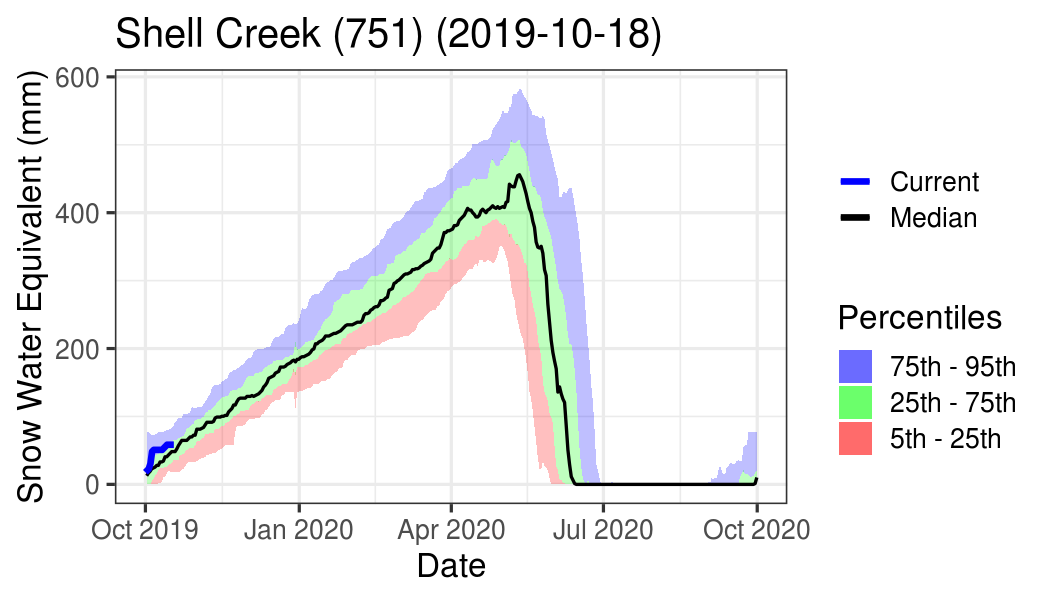 Shell Creek (751) (2019-10-18)
Snow Water Equivalent (mm)
600
400
200
0
Oct 2019 Jan 2020 Apr 2020 Jul 2020 Oct 2020
Date
Current
Median
Percentiles
75th - 95th
25th - 75th
5th - 25th